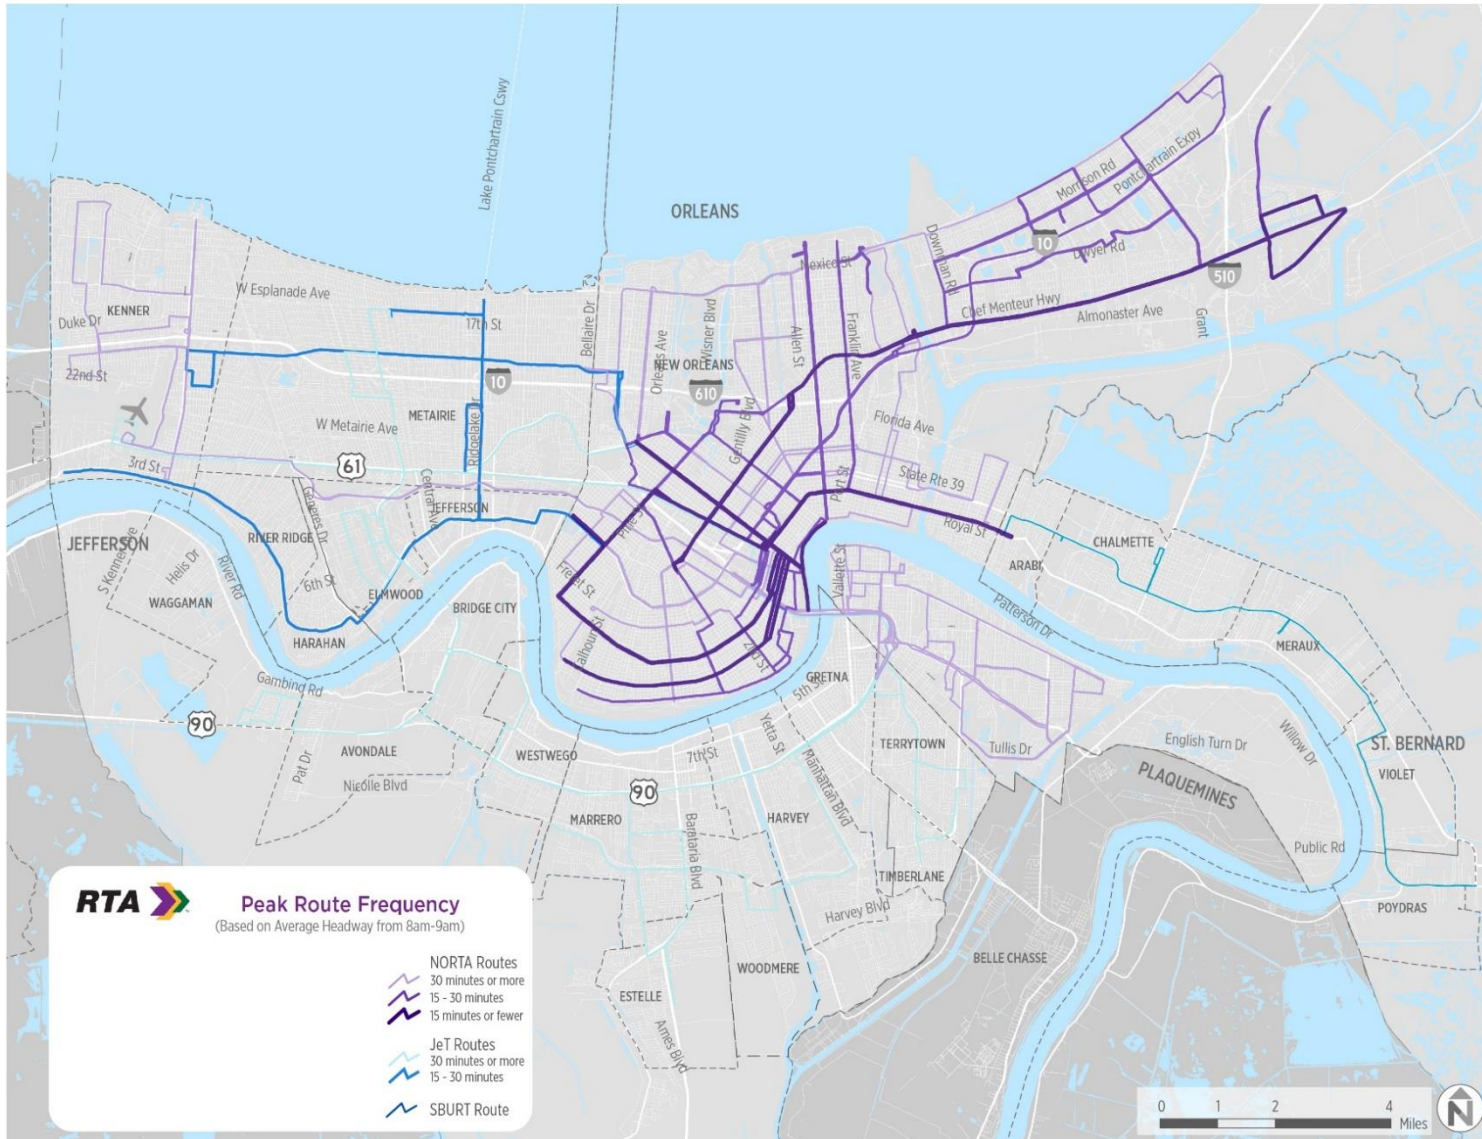 Lake Pontchartrain Cswy
ORLEANS
Morrison Rd
Pontchartrain Expy
Downman Rd
10
Dwyer Rd
510
Mexico St
Chef Menteur Hwy
Almonaster Ave
Grant
W Esplanade Ave
KENNER
Duke Dr
17th St
Bellaire Dr
Orleans Ave
Wisner Blvd
Allen St
Franklin Ave
NEW ORLEANS
22nd St
10
610
METAIRIE
Ridgelake Dr
W Metairie Ave
Gentilly Blvd
Florida Ave
3rd St
61
Central Ave
State Rte 39
Generes Dr
JEFFERSON
Pine St
Port St
Royal St
JEFFERSON
S Kenner Ave
Helis Dr
River Rd
RIVER RIDGE
CHALMETTE
6th St
ELMWOOD
Freret St
Vallette St
ARABI
WAGGAMAN
BRIDGE CITY
Patterson Dr
HARAHAN
Calhoun St
2nd St
MERAUX
GRETNA
5th St
Gambino Rd
90
AVONDALE
WESTWEGO
7th St
Yetta St
TERRYTOWN
Tullis Dr
English Turn Dr
Willow Dr
ST. BERNARD
Pat Dr
Nicolle Blvd
90
Manhattan Blvd
PLAQUEMINES
VIOLET
MARRERO
Barataria Blvd
HARVEY
Public Rd
TIMBERLANE
Harvey Blvd
POYDRAS
WOODMERE
BELLE CHASSE
ESTELLE
Ames Blvd
RTA
Peak Route Frequency
(Based on Average Headway from 8am-9am)
NORTA Routes
30 minutes or more
15 - 30 minutes
15 minutes or fewer
JeT Routes
30 minutes or more
15 - 30 minutes
SBURT Route
0 1 2 4
Miles
N